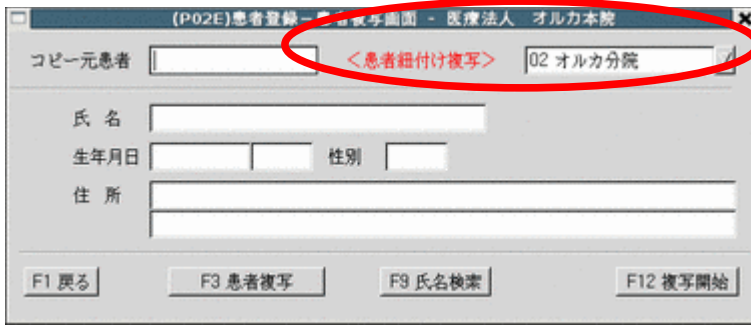 (P02E)患者登録－患者複写画面 - 医療法人 オルカ本院
コピー元患者 <患者紐付け複写> 02 オルカ分院
氏 名
生年月日 性別
住 所
F1 戻る F3 患者複写 F9 氏名検索 F12 複写開始